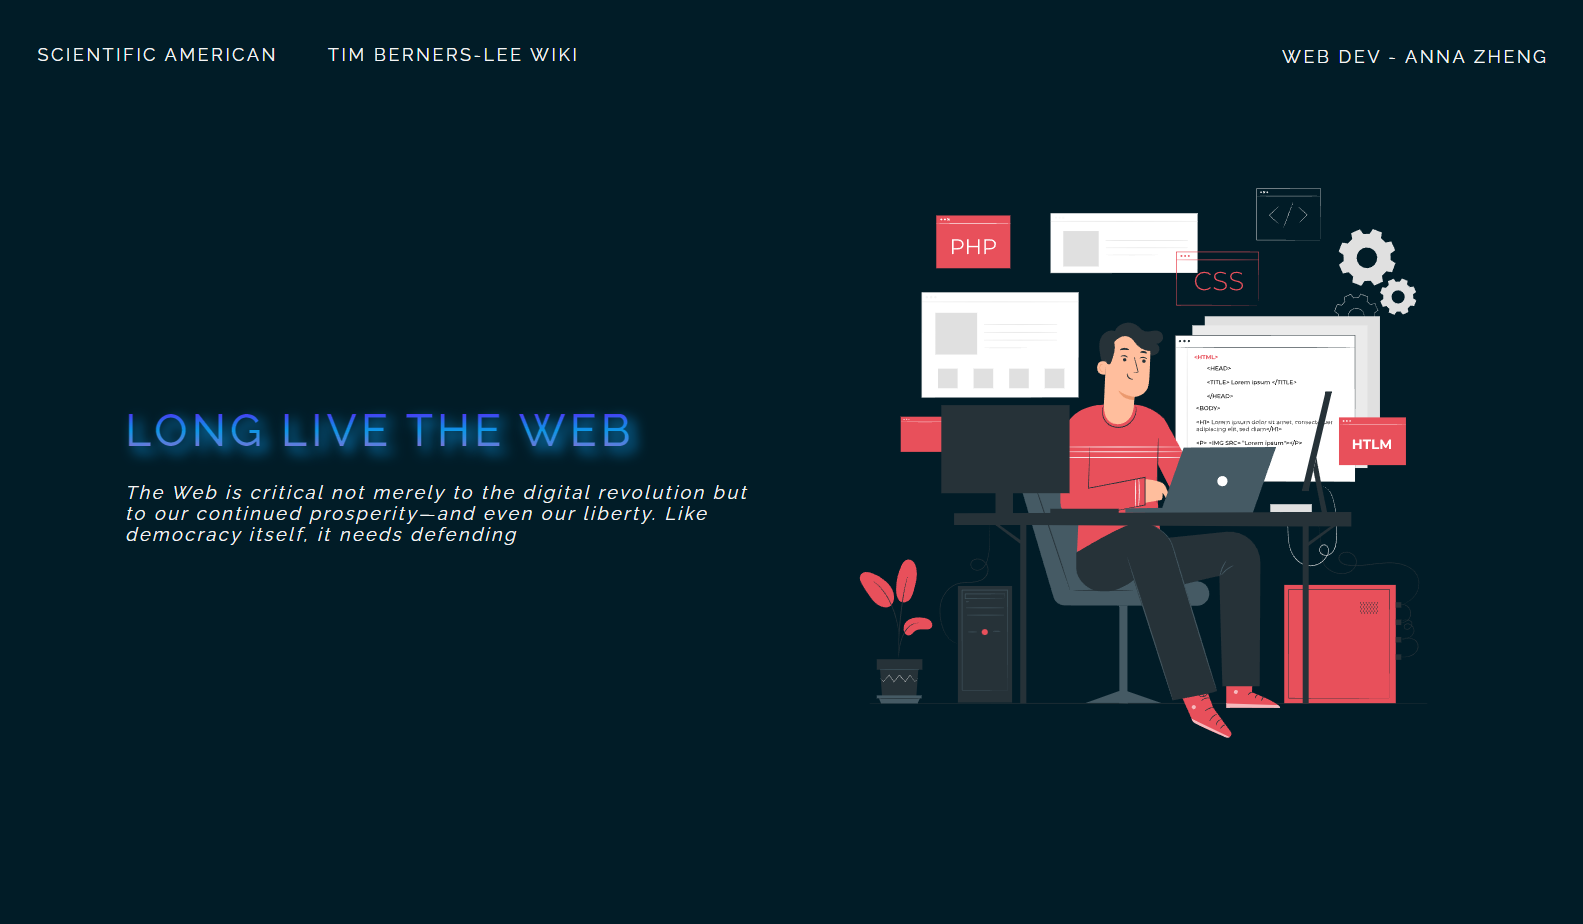 SCIENTIFIC AMERICAN
TIM BERNERS-LEE WIKI
WEB DEV - ANNA ZHENG
LONG LIVE THE WEB
The Web is critical not merely to the digital revolution but
to our continued prosperity—and even our liberty. Like
democracy itself, it needs defending
PHP
</>
CSS
<HTML>
<HEAD>
<TITLE> Lorem ipsum </TITLE>
</HEAD>
<BODY>
<H1> Lorem ipsum dolor sit amet,
adipiscing elit, sed diam</H1>
<P> <IMG SRC="Lorem ipsum"></P>
HTLM